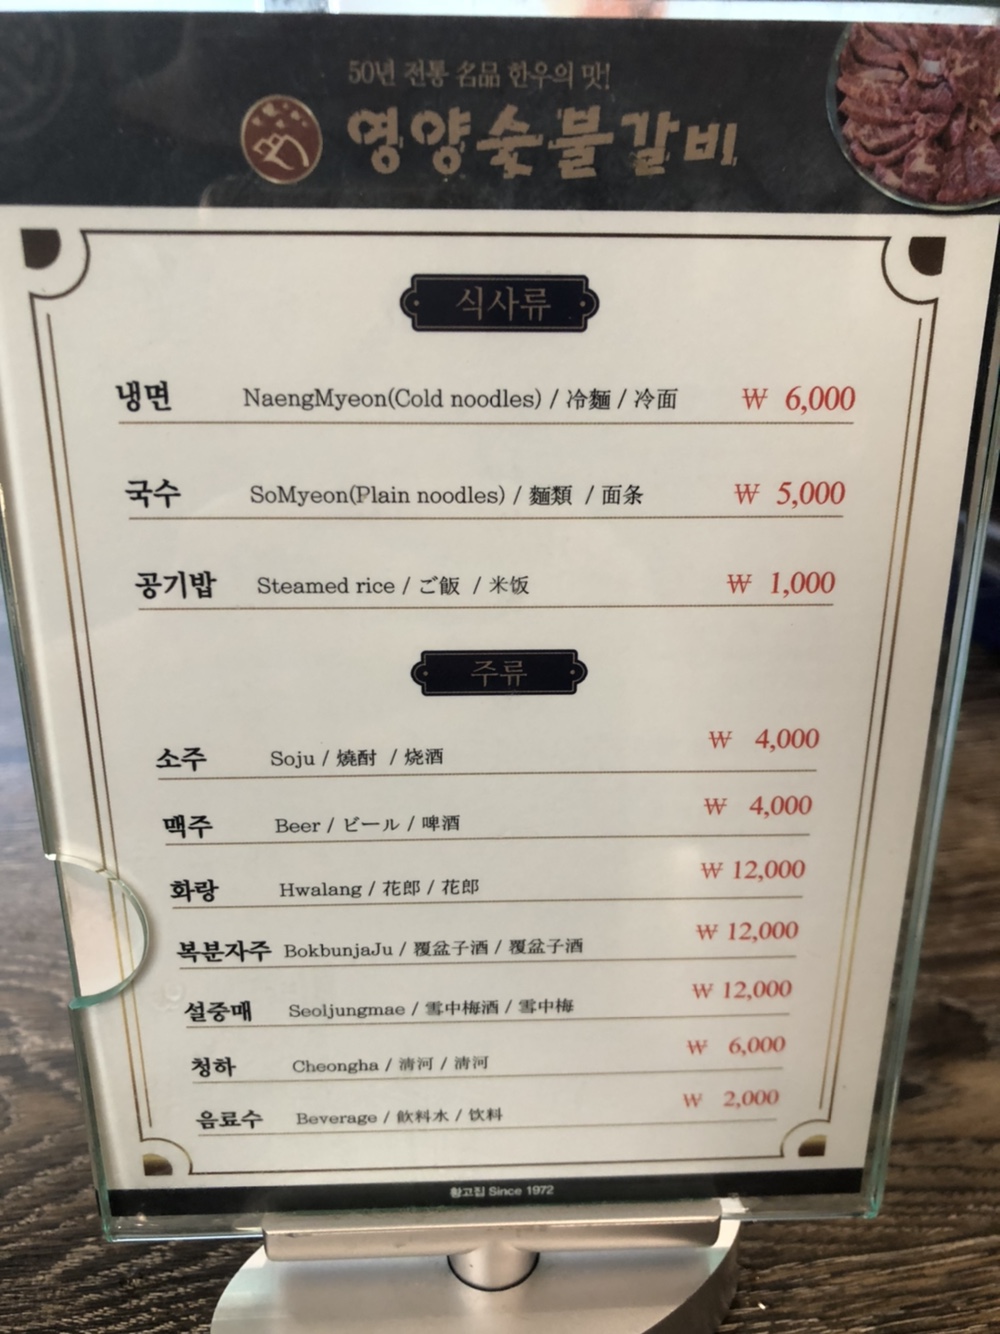 50년 전통 名品 한우의 맛!
영양숯불갈비
식사류
냉면 NaengMyeon(Cold noodles) / 冷麵 / 冷面 ₩ 6,000
국수 SoMyeon(Plain noodles) / 麵類 / 面条 ₩ 5,000
공기밥 Steamed rice / ご飯 / 米饭 ₩ 1,000
주류
소주 Soju / 燒酎 / 烧酒 ₩ 4,000
맥주 Beer / ビール / 啤酒 ₩ 4,000
화랑 Hwalang / 花郎 / 花郎 ₩ 12,000
복분자주 BokbunjaJu / 覆盆子酒 / 覆盆子酒 ₩ 12,000
설중매 Seoljungmae / 雪中梅酒 / 雪中梅 ₩ 12,000
청하 Cheongha / 清河 / 清河 ₩ 6,000
음료수 Beverage / 飲料水 / 饮料 ₩ 2,000
황고집 Since 1972